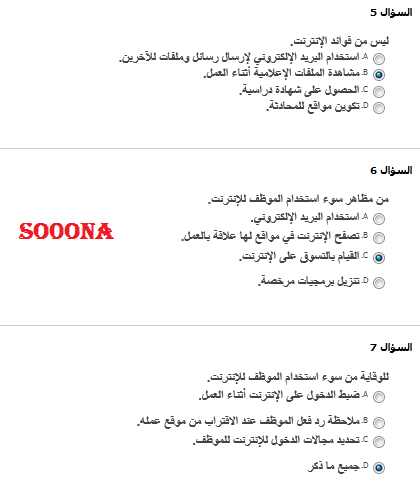 السؤال 5
ليس من فوائد الإنترنت.
A. استخدام البريد الإلكتروني لإرسال رسائل وملفات للآخرين.
B. مشاهدة الملفات الإعلامية أثناء العمل.
C. الحصول على شهادة دراسية.
D. تكوين مواقع للمحادثة.
السؤال 6
من مظاهر سوء استخدام الموظف للإنترنت.
A. استخدام البريد الإلكتروني.
B. تصفح الإنترنت في مواقع لها علاقة بالعمل.
SOOONA
C. القيام بالتسوق على الإنترنت.
D. تنزيل برمجيات مرخصة.
السؤال 7
للوقاية من سوء استخدام الموظف للإنترنت.
A. ضبط الدخول على الإنترنت أثناء العمل.
B. ملاحظة رد فعل الموظف عند الاقتراب من موقع عمله.
C. تحديد مجالات الدخول للإنترنت للموظف.
D. جميع ما ذكر